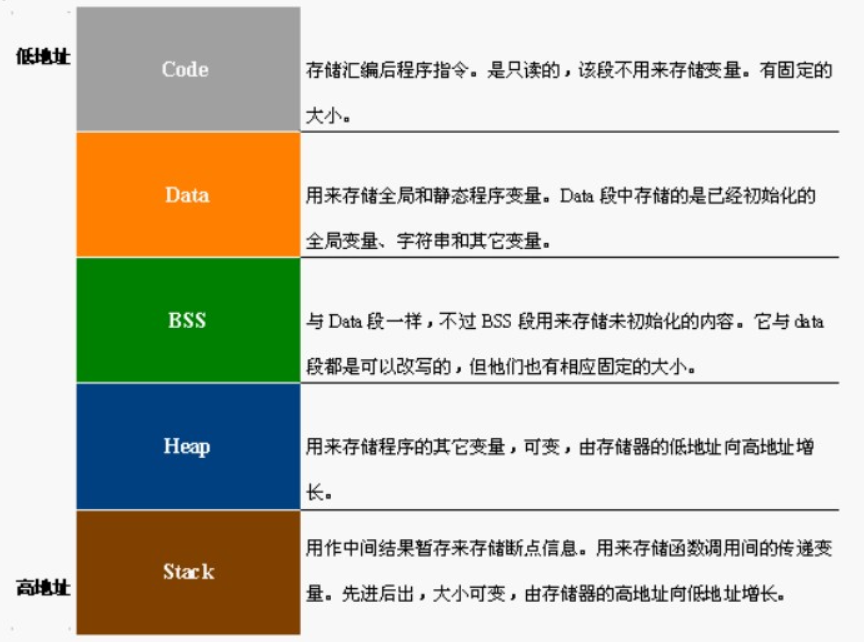 低地址
Code
存储汇编后程序指令。是只读的，该段不用来存储变量。有固定的
大小。
Data
用来存储全局和静态程序变量。Data 段中存储的是已经初始化的
全局变量、字符串和其它变量。
BSS
与Data 段一样，不过 BSS 段用来存储未初始化的内容。它与 data
段都是可以改写的，但他们也有相应固定的大小。
Heap
用来存储程序的其它变量，可变，由存储器的低地址向高地址增
长。
Stack
用作中间结果暂存来存储断点信息。用来存储函数调用间的传递变
量。先进后出，大小可变，由存储器的高地址向低地址增长。
高地址